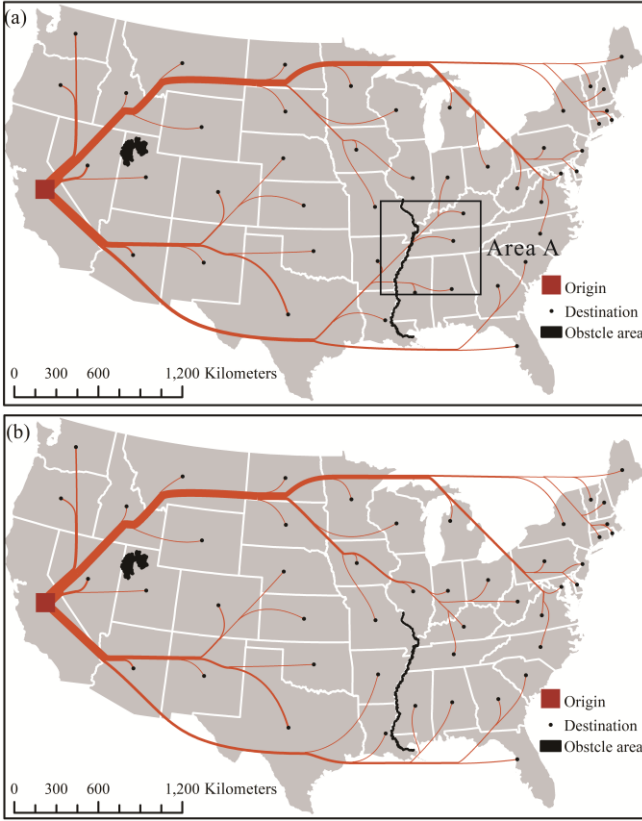 (a)
Area A
Origin
Destination
Obstcle area
0 300 600 1,200 Kilometers
(b)
Origin
Destination
Obstcle area
0 300 600 1,200 Kilometers